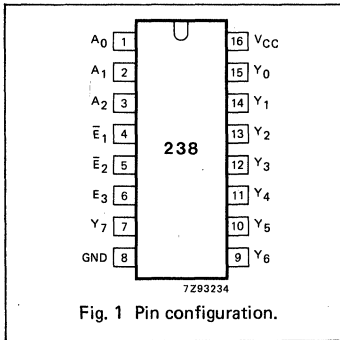 A0 1 16 VCC
A1 2 15 Y0
A2 3 14 Y1
Ē1 4 13 Y2
238
Ē2 5 12 Y3
E3 6 11 Y4
Y7 7 10 Y5
GND 8 9 Y6
7Z93234
Fig. 1 Pin configuration.